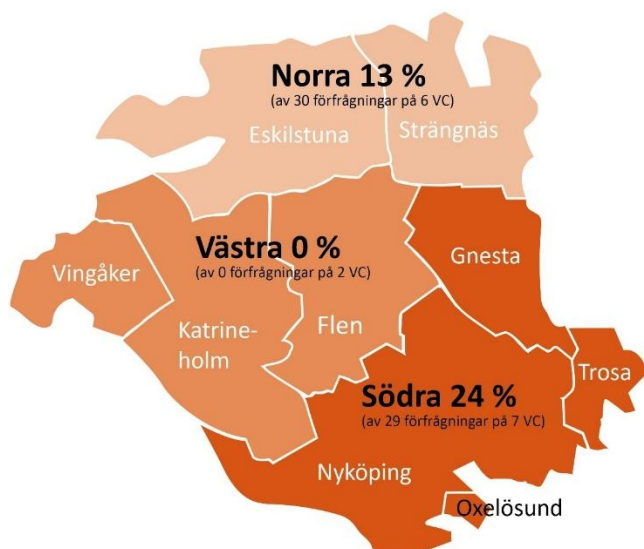 Norra 13 %
(av 30 förfrågningar på 6 VC)
Eskilstuna
Strängnäs
Västra 0 %
(av 0 förfrågningar på 2 VC)
Gnesta
Vingåker
Katrine-
holm
Flen
Trosa
Södra 24 %
(av 29 förfrågningar på 7 VC)
Nyköping
Oxelösund